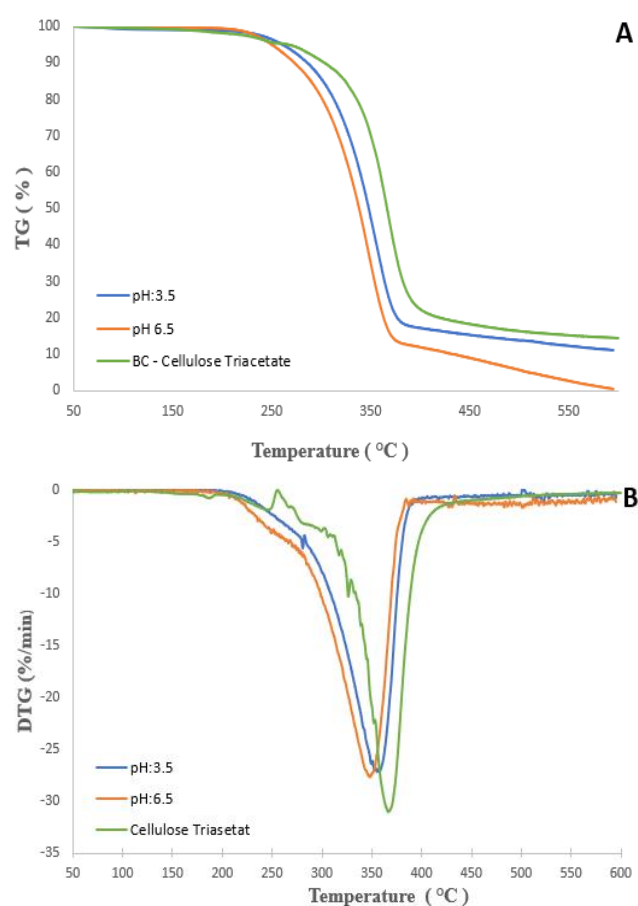 A
100
90
80
70
60
50
40
30
20
10
0
TG ( % )
pH:3.5
pH 6.5
BC - Cellulose Triacetate
50 150 250 350 450 550
Temperature ( °C )
B
0
-5
-10
-15
-20
-25
-30
-35
DTG (%/min)
pH:3.5
pH:6.5
Cellulose Triasetat
50 100 150 200 250 300 350 400 450 500 550 600
Temperature ( °C )